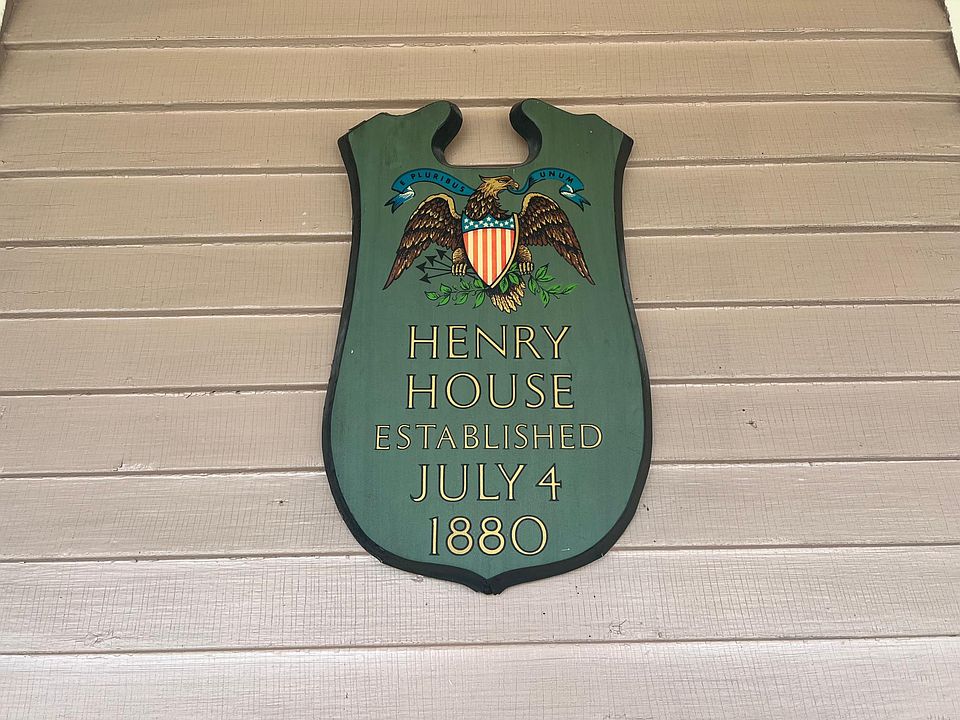 E PLURIBUS UNUM
HENRY
HOUSE
ESTABLISHED
JULY 4
1880